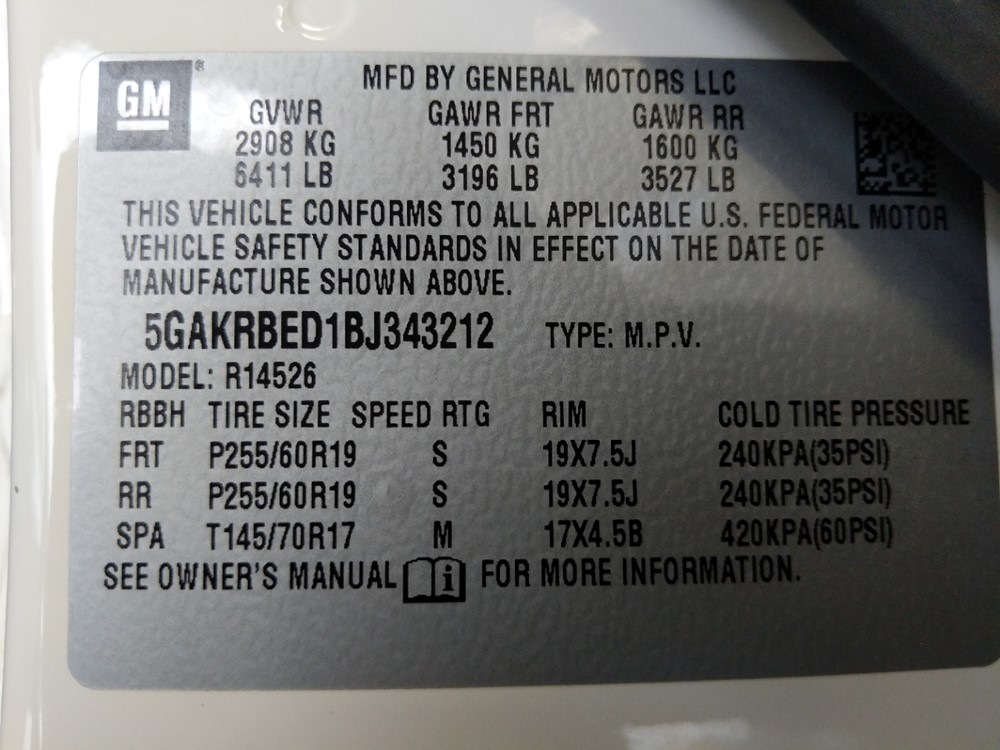 GM ®
MFD BY GENERAL MOTORS LLC
GVWR GAWR FRT GAWR RR
2908 KG 1450 KG 1600 KG
6411 LB 3196 LB 3527 LB
THIS VEHICLE CONFORMS TO ALL APPLICABLE U.S. FEDERAL MOTOR
VEHICLE SAFETY STANDARDS IN EFFECT ON THE DATE OF
MANUFACTURE SHOWN ABOVE.
5GAKRBED1BJ343212 TYPE: M.P.V.
MODEL: R14526
RBBH TIRE SIZE SPEED RTG RIM COLD TIRE PRESSURE
FRT P255/60R19 S 19X7.5J 240KPA(35PSI)
RR P255/60R19 S 19X7.5J 240KPA(35PSI)
SPA T145/70R17 M 17X4.5B 420KPA(60PSI)
SEE OWNER'S MANUAL i FOR MORE INFORMATION.